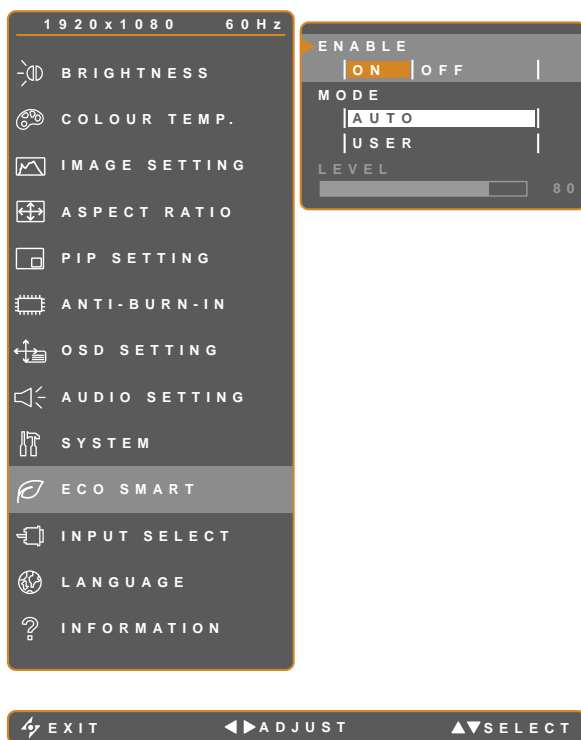 1920x1080 60Hz
BRIGHTNESS
COLOUR TEMP.
IMAGE SETTING
ASPECT RATIO
PIP SETTING
ANTI-BURN-IN
OSD SETTING
AUDIO SETTING
SYSTEM
ECO SMART
INPUT SELECT
LANGUAGE
INFORMATION
ENABLE
ON OFF
MODE
AUTO
USER
LEVEL
80
EXIT ADJUST SELECT